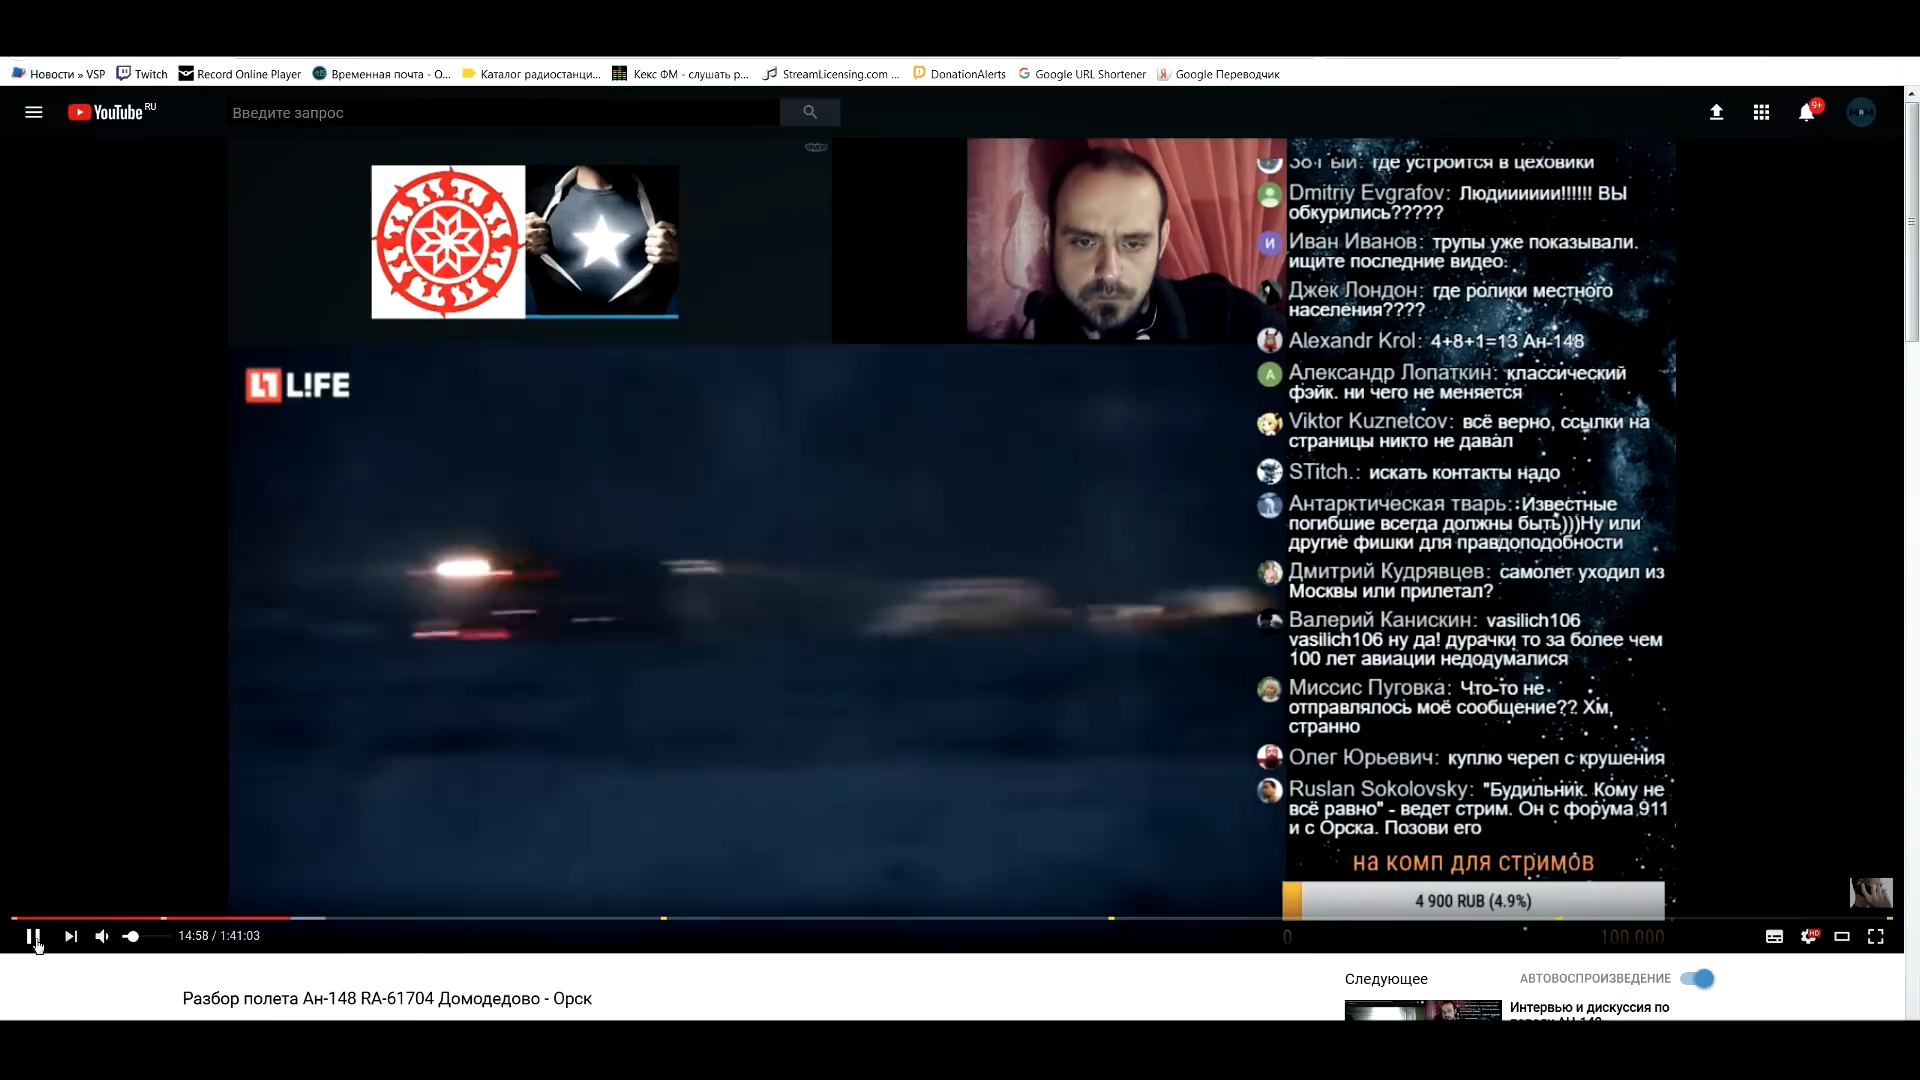 Новости » VSP
Twitch
Record Online Player
Временная почта - О...
Каталог радиостанци...
Кекс ФМ - слушать р...
StreamLicensing.com ...
DonationAlerts
Google URL Shortener
Google Переводчик
YouTube RU
Введите запрос
9+
где устроится в цеховики
Dmitriy Evgrafov: Людииииии!!!!!! ВЫ
обкурились?????
И
Иван Иванов: трупы уже показывали.
ищите последние видео.
Джек Лондон: где ролики местного
населения????
Alexandr Krol: 4+8+1=13 Ан-148
А
Александр Лопаткин: классический
фэйк. ни чего не меняется
Viktor Kuznetcov: всё верно, ссылки на
страницы никто не давал
STitch.: искать контакты надо
Антарктическая тварь: Известные
погибшие всегда должны быть)))Ну или
другие фишки для правдоподобности
Дмитрий Кудрявцев: самолет уходил из
Москвы или прилетал?
Валерий Канискин: vasilich106
vasilich106 ну да! дурачки то за более чем
100 лет авиации недодумалися
Миссис Пуговка: Что-то не
отправлялось моё сообщение?? Хм,
странно
Олег Юрьевич: куплю череп с крушения
Ruslan Sokolovsky: "Будильник. Кому не
всё равно" - ведет стрим. Он с форума 911
и с Орска. Позови его
L!FE
на комп для стримов
4 900 RUB (4.9%)
0
100 000
14:58 / 1:41:03
HD
Разбор полета Ан-148 RA-61704 Домодедово - Орск
Следующее
АВТОВОСПРОИЗВЕДЕНИЕ
Интервью и дискуссия по